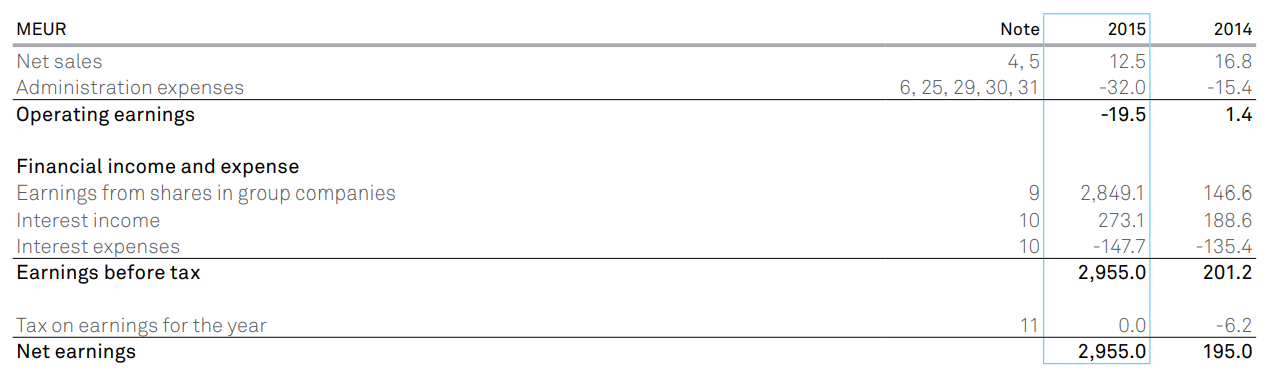 MEUR Note 2015 2014
Net sales 4, 5 12.5 16.8
Administration expenses 6, 25, 29, 30, 31 -32.0 -15.4
Operating earnings -19.5 1.4
Financial income and expense
Earnings from shares in group companies 9 2,849.1 146.6
Interest income 10 273.1 188.6
Interest expenses 10 -147.7 -135.4
Earnings before tax 2,955.0 201.2
Tax on earnings for the year 11 0.0 -6.2
Net earnings 2,955.0 195.0